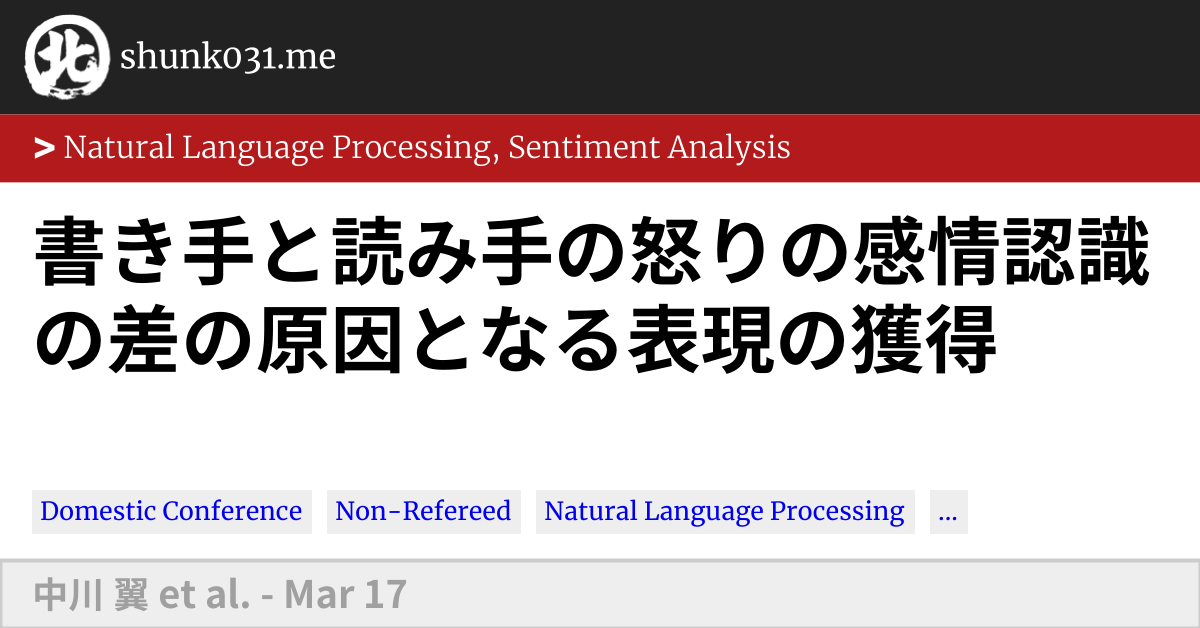 北 shunk031.me
> Natural Language Processing, Sentiment Analysis
書き手と読み手の怒りの感情認識
の差の原因となる表現の獲得
Domestic Conference Non-Refereed Natural Language Processing ...
中川 翼 et al. - Mar 17